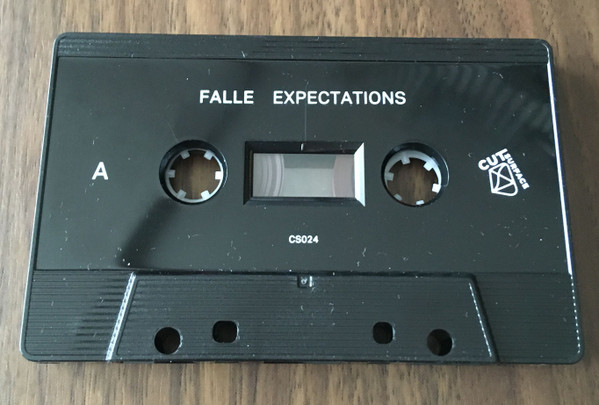 FALLE EXPECTATIONS
A
CUT
SURFACE
CS024